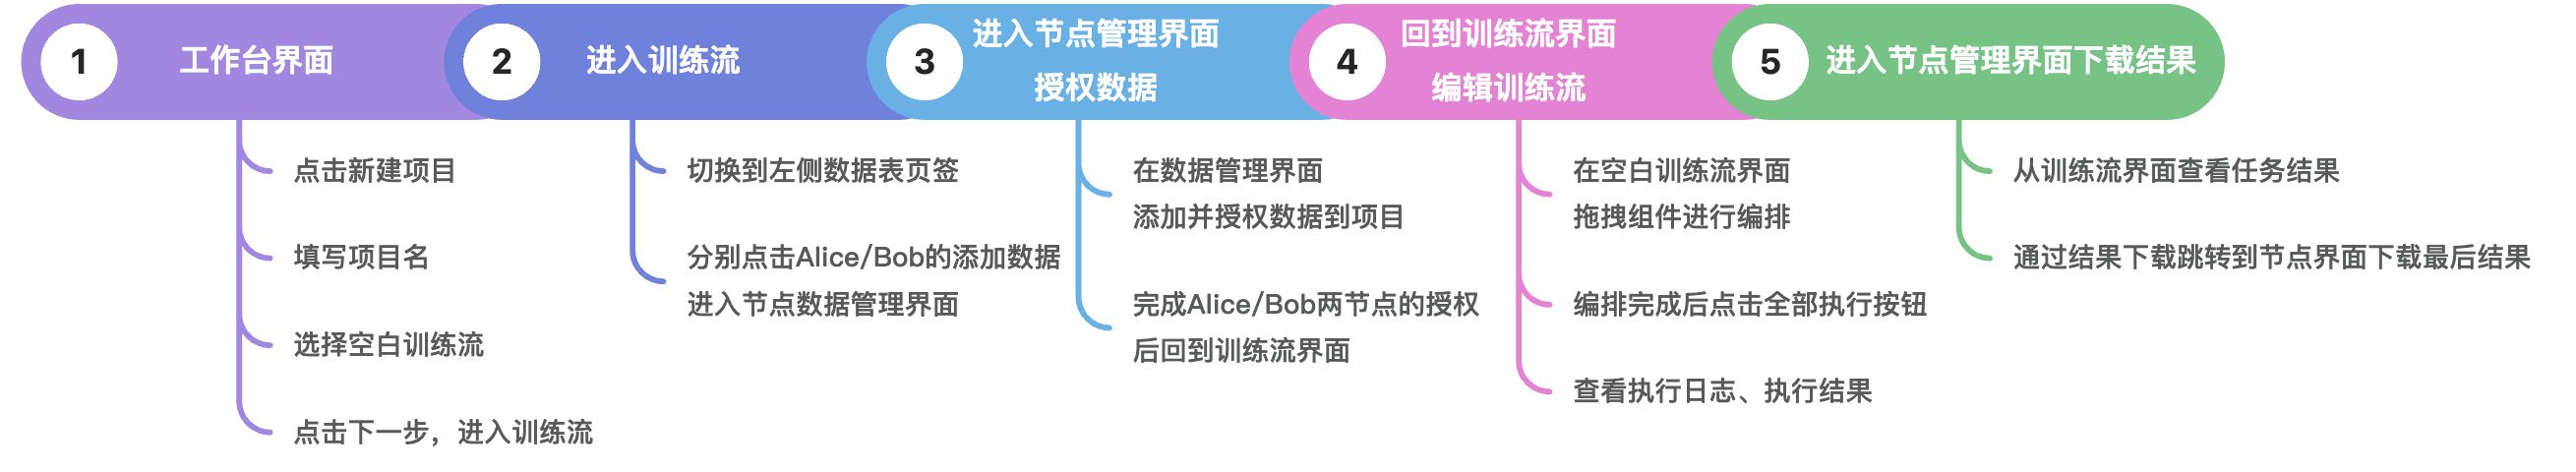 1
工作台界面
点击新建项目
填写项目名
选择空白训练流
点击下一步，进入训练流
2
进入训练流
切换到左侧数据表页签
分别点击Alice/Bob的添加数据
进入节点数据管理界面
3
进入节点管理界面
授权数据
在数据管理界面
添加并授权数据到项目
完成Alice/Bob两节点的授权
后回到训练流界面
4
回到训练流界面
编辑训练流
在空白训练流界面
拖拽组件进行编排
编排完成后点击全部执行按钮
查看执行日志、执行结果
5
进入节点管理界面下载结果
从训练流界面查看任务结果
通过结果下载跳转到节点界面下载最后结果